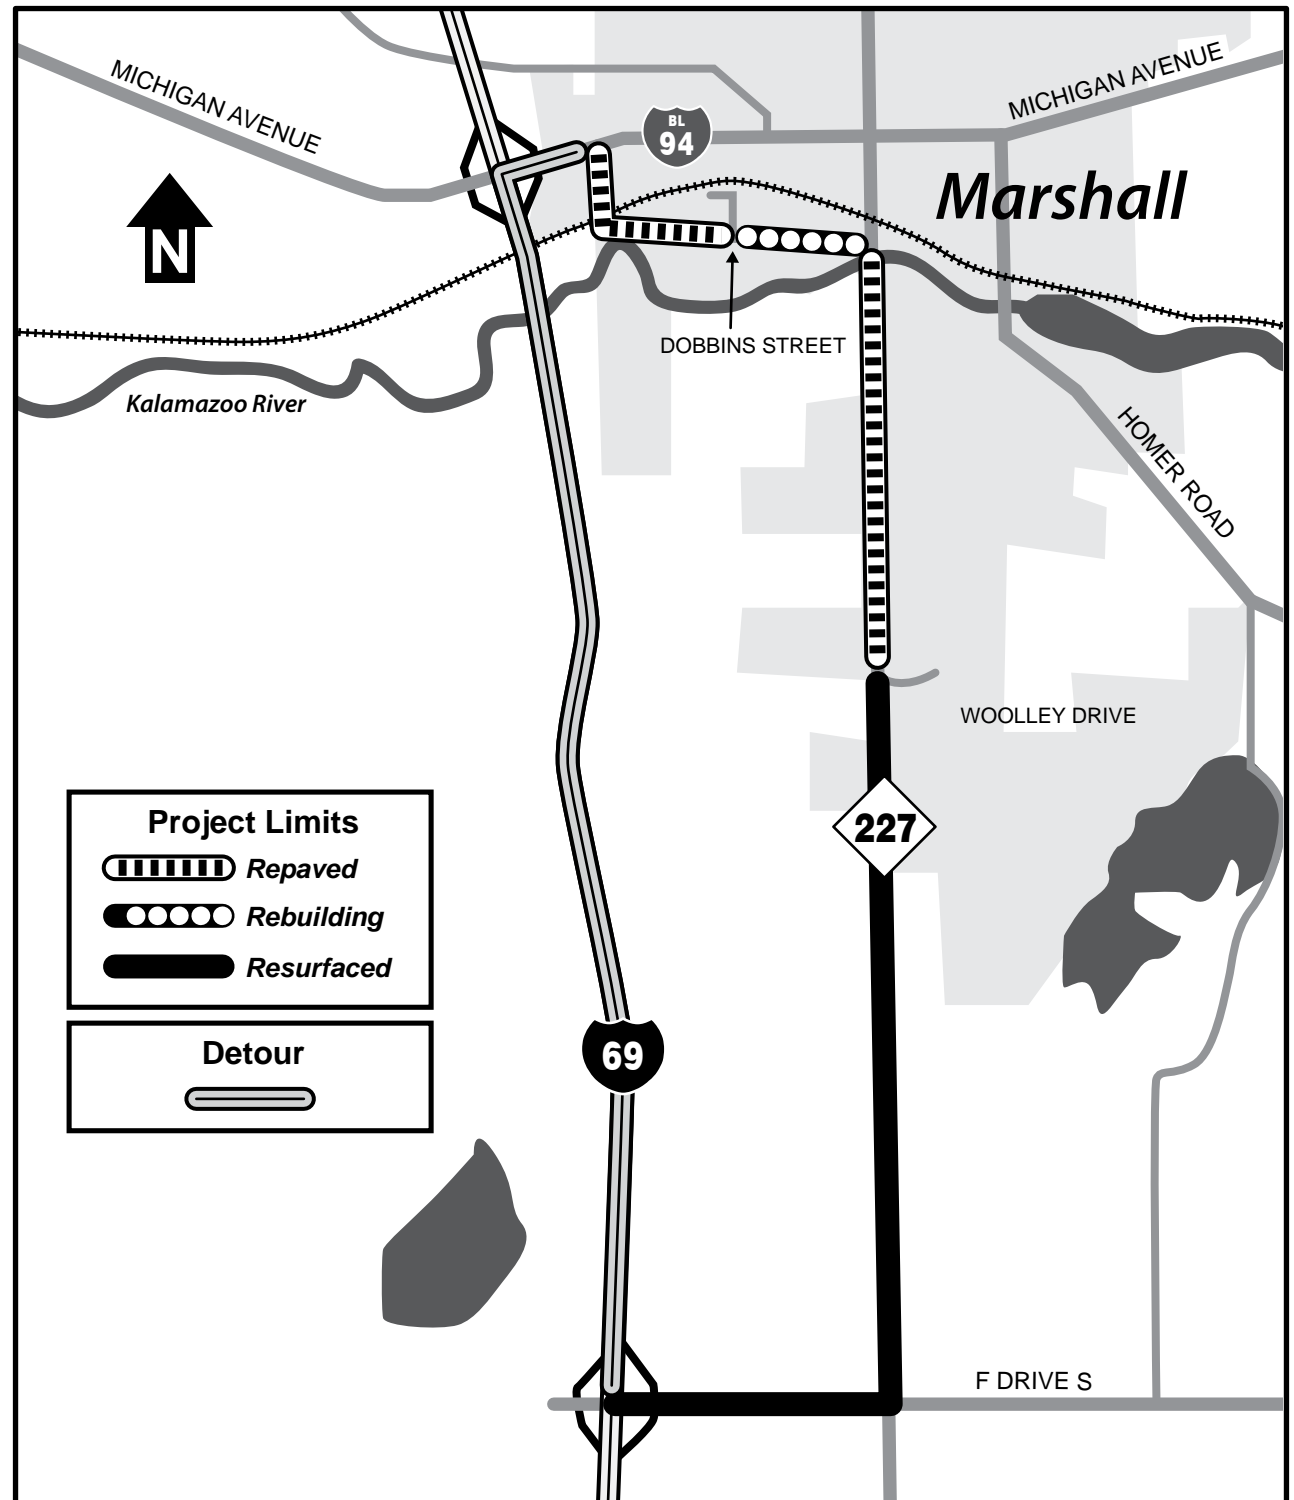 MICHIGAN AVENUE
MICHIGAN AVENUE
BL
94
Marshall
N
DOBBINS STREET
Kalamazoo River
HOMER ROAD
WOOLLEY DRIVE
227
Project Limits
Repaved
Rebuilding
Resurfaced
Detour
69
F DRIVE S